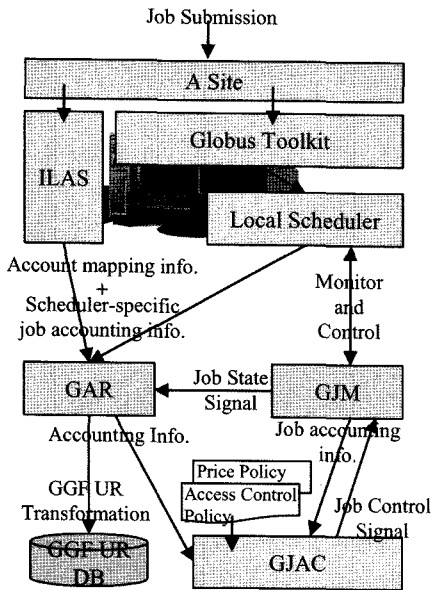 Job Submission
A Site
Globus Toolkit
ILAS
Local Scheduler
Account mapping info.
+
Scheduler-specific
job accounting info.
Monitor
and
Control
GAR
Job State
Signal
GJM
Accounting Info.
Job accounting
info.
Price Policy
Access Control
Policy
GGF UR
Transformation
Job Control
Signal
GGF UR
DB
GJAC